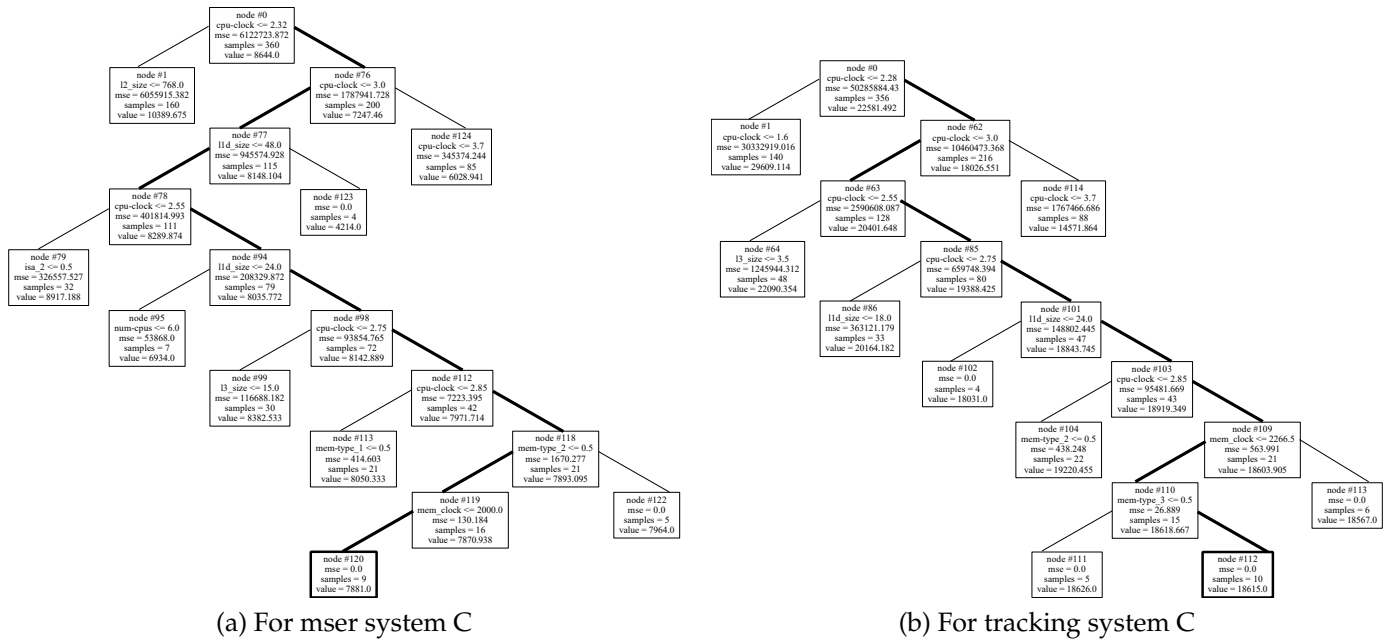 node #0
cpu-clock <= 2.32
mse = 6122723.872
samples = 360
value = 8644.0
node #1
l2_size <= 768.0
mse = 6055915.382
samples = 160
value = 10389.675
node #76
cpu-clock <= 3.0
mse = 1787941.728
samples = 200
value = 7247.46
node #77
l1d_size <= 48.0
mse = 945574.928
samples = 115
value = 8148.104
node #124
cpu-clock <= 3.7
mse = 345374.244
samples = 85
value = 6028.941
node #78
cpu-clock <= 2.55
mse = 401814.993
samples = 111
value = 8289.874
node #123
mse = 0.0
samples = 4
value = 4214.0
node #79
isa_2 <= 0.5
mse = 326557.527
samples = 32
value = 8917.188
node #94
l1d_size <= 24.0
mse = 208329.872
samples = 79
value = 8035.772
node #95
num-cpus <= 6.0
mse = 53868.0
samples = 7
value = 6934.0
node #98
cpu-clock <= 2.75
mse = 93854.765
samples = 72
value = 8142.889
node #99
l3_size <= 15.0
mse = 116688.182
samples = 30
value = 8382.533
node #112
cpu-clock <= 2.85
mse = 7223.395
samples = 42
value = 7971.714
node #113
mem-type_1 <= 0.5
mse = 414.603
samples = 21
value = 8050.333
node #118
mem-type_2 <= 0.5
mse = 1670.277
samples = 21
value = 7893.095
node #119
mem_clock <= 2000.0
mse = 130.184
samples = 16
value = 7870.938
node #122
mse = 0.0
samples = 5
value = 7964.0
node #120
mse = 0.0
samples = 9
value = 7881.0
(a) For mser system C
node #0
cpu-clock <= 2.28
mse = 50285884.43
samples = 356
value = 22581.492
node #1
cpu-clock <= 1.6
mse = 30332919.016
samples = 140
value = 29609.114
node #62
cpu-clock <= 3.0
mse = 10460473.368
samples = 216
value = 18026.551
node #63
cpu-clock <= 2.55
mse = 2590608.087
samples = 128
value = 20401.648
node #114
cpu-clock <= 3.7
mse = 1767466.686
samples = 88
value = 14571.864
node #64
l3_size <= 3.5
mse = 1245944.312
samples = 48
value = 22090.354
node #85
cpu-clock <= 2.75
mse = 659748.394
samples = 80
value = 19388.425
node #86
l1d_size <= 18.0
mse = 363121.179
samples = 33
value = 20164.182
node #101
l1d_size <= 24.0
mse = 148802.445
samples = 47
value = 18843.745
node #102
mse = 0.0
samples = 4
value = 18031.0
node #103
cpu-clock <= 2.85
mse = 95481.669
samples = 43
value = 18919.349
node #104
mem-type_2 <= 0.5
mse = 438.248
samples = 22
value = 19220.455
node #109
mem_clock <= 2266.5
mse = 563.991
samples = 21
value = 18603.905
node #110
mem-type_3 <= 0.5
mse = 26.889
samples = 15
value = 18618.667
node #113
mse = 0.0
samples = 6
value = 18567.0
node #111
mse = 0.0
samples = 5
value = 18626.0
node #112
mse = 0.0
samples = 10
value = 18615.0
(b) For tracking system C